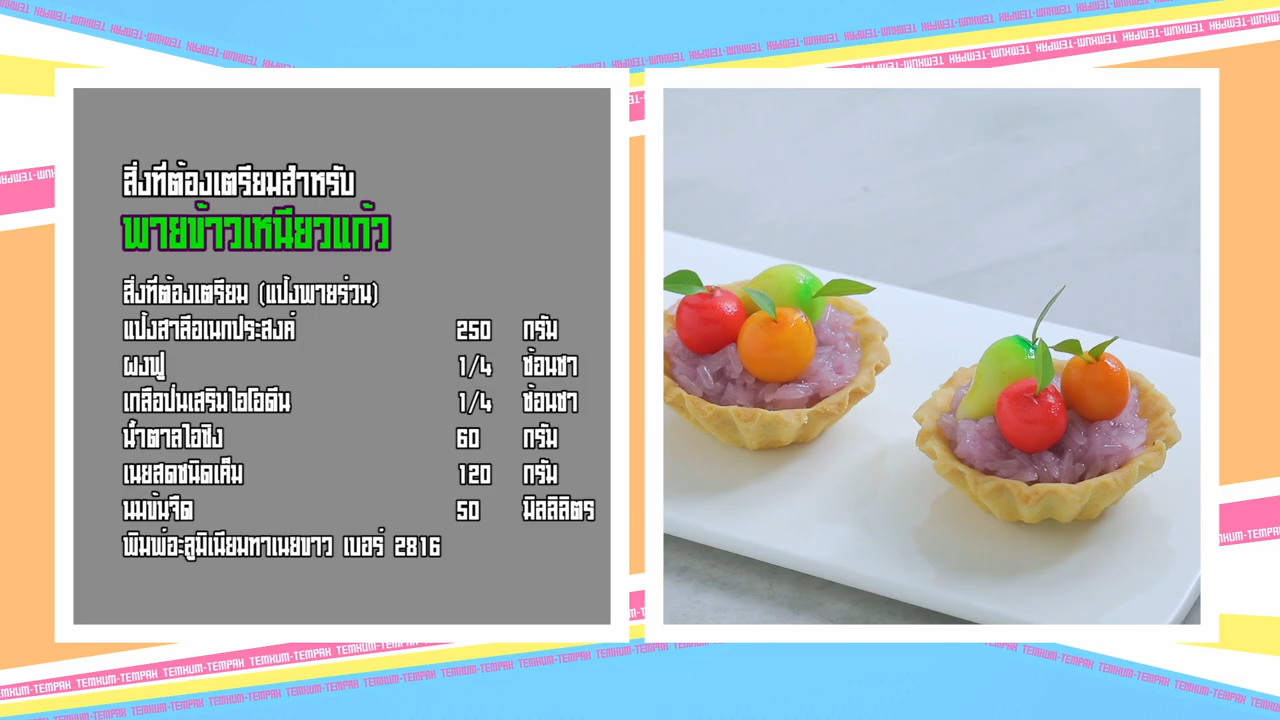 สิ่งที่ต้องเตรียมสำหรับ
พายข้าวเหนียวแก้ว
สิ่งที่ต้องเตรียม (แป้งพายร่วน)
แป้งสาลีอเนกประสงค์ 250 กรัม
ผงฟู 1/4 ช้อนชา
เกลือป่นเสริมไอโอดีน 1/4 ช้อนชา
น้ำตาลไอซิง 60 กรัม
เนยสดชนิดเค็ม 120 กรัม
นมข้นจืด 50 มิลลิลิตร
พิมพ์อะลูมิเนียมทาเนยขาว เบอร์ 2816
TEMHUM-TEMPAK TEMHUM-TEMPAK TEMHUM-TEMPAK TEMHUM-TEMPAK